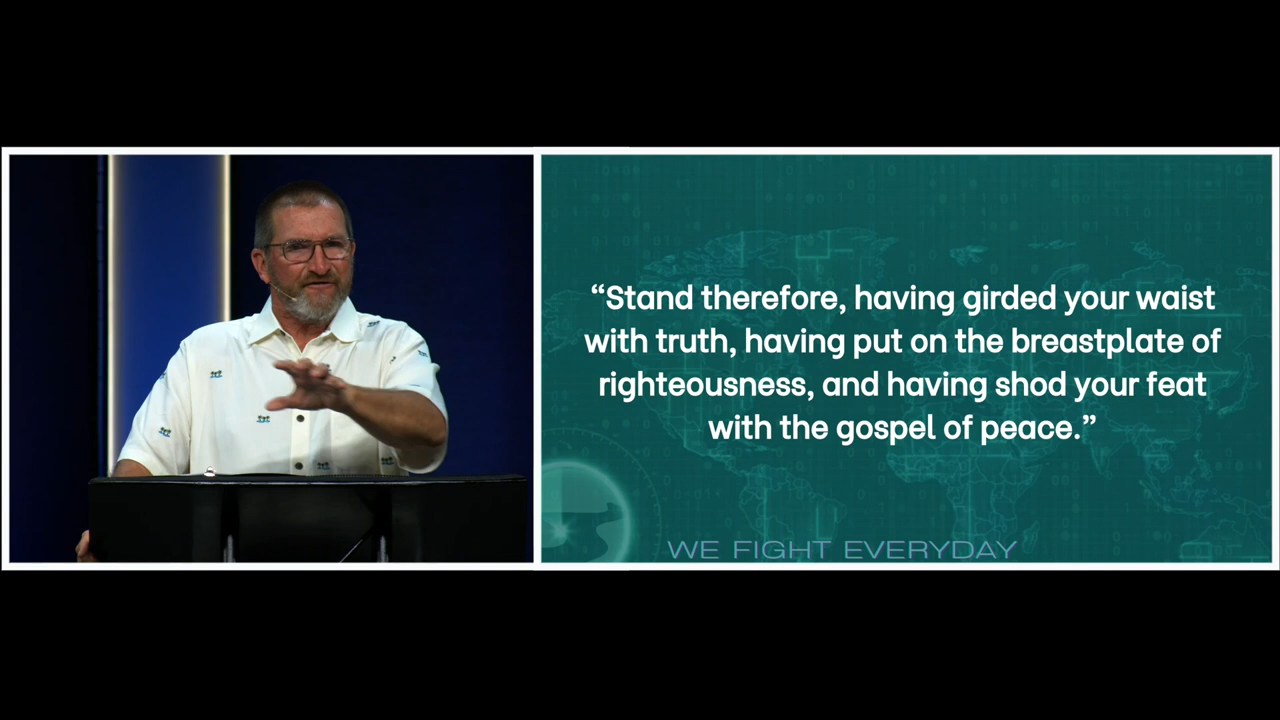 “Stand therefore, having girded your waist
with truth, having put on the breastplate of
righteousness, and having shod your feat
with the gospel of peace.”
WE FIGHT EVERYDAY